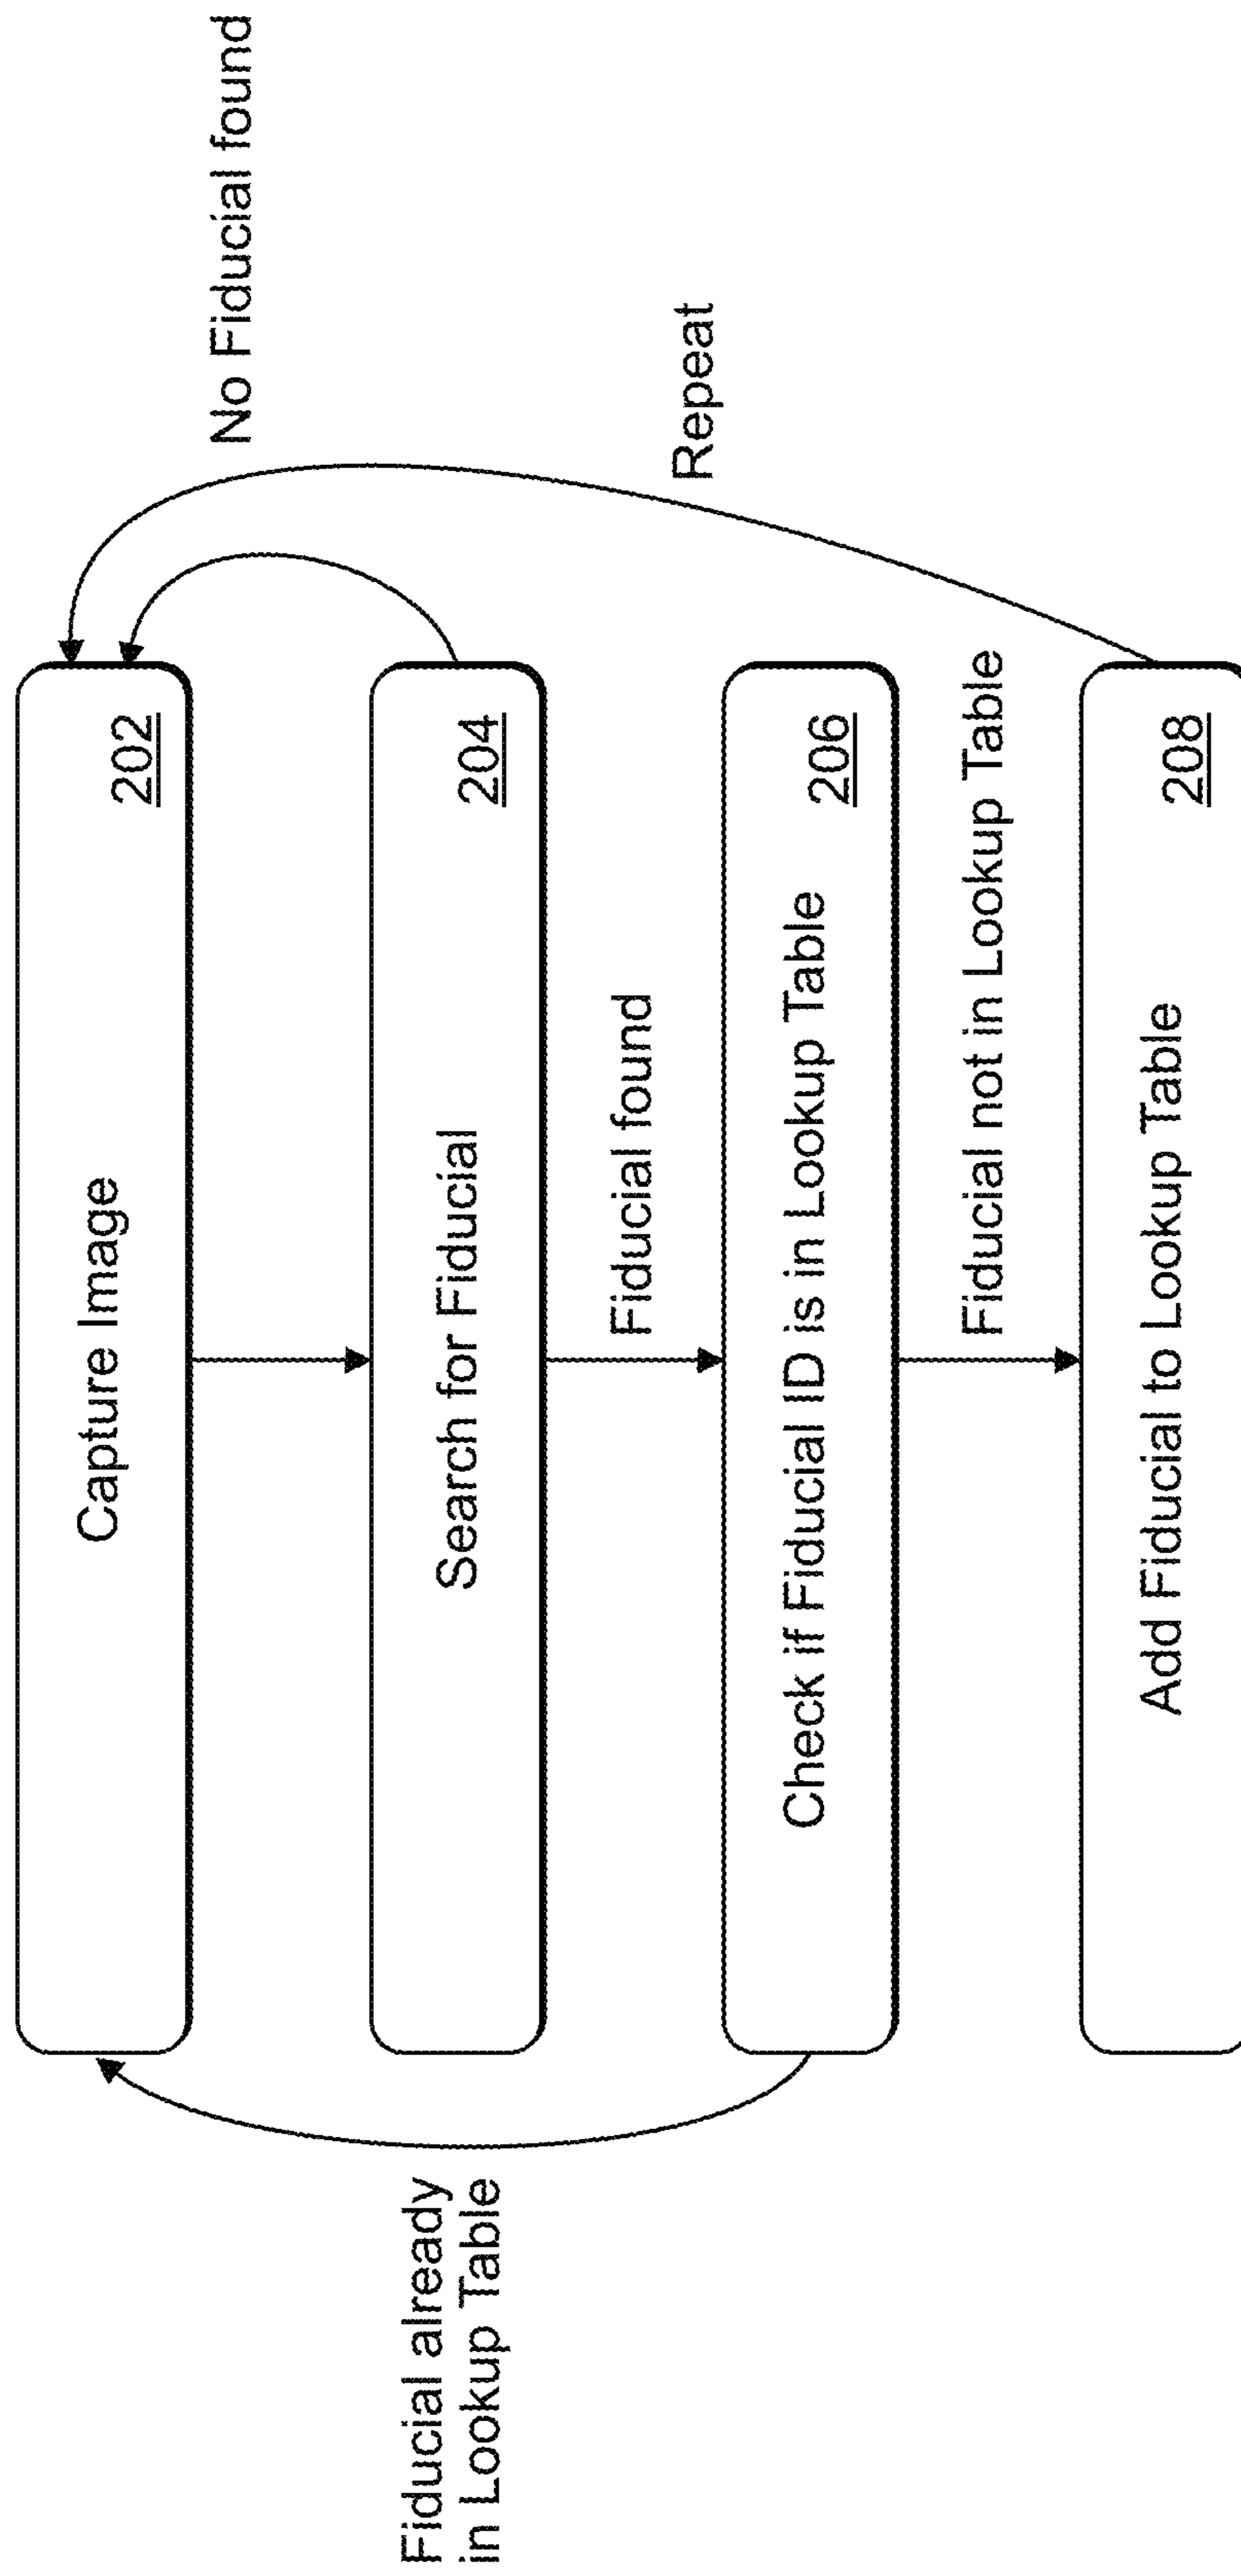 Capture Image
202
No Fiducial found
Search for Fiducial
204
Fiducial already
in Lookup Table
Fiducial found
Repeat
Check if Fiducial ID is in Lookup Table
206
Fiducial not in Lookup Table
Add Fiducial to Lookup Table
208